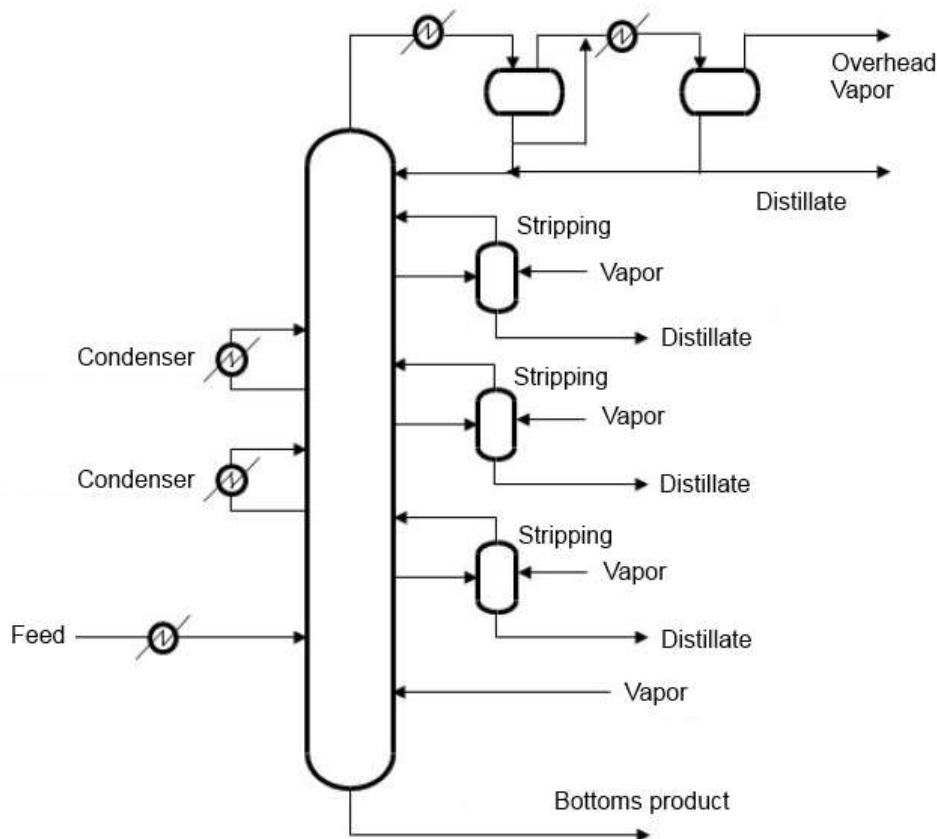 Overhead
Vapor
Distillate
Stripping
Vapor
Distillate
Condenser
Stripping
Vapor
Condenser
Distillate
Stripping
Vapor
Feed
Distillate
Vapor
Bottoms product